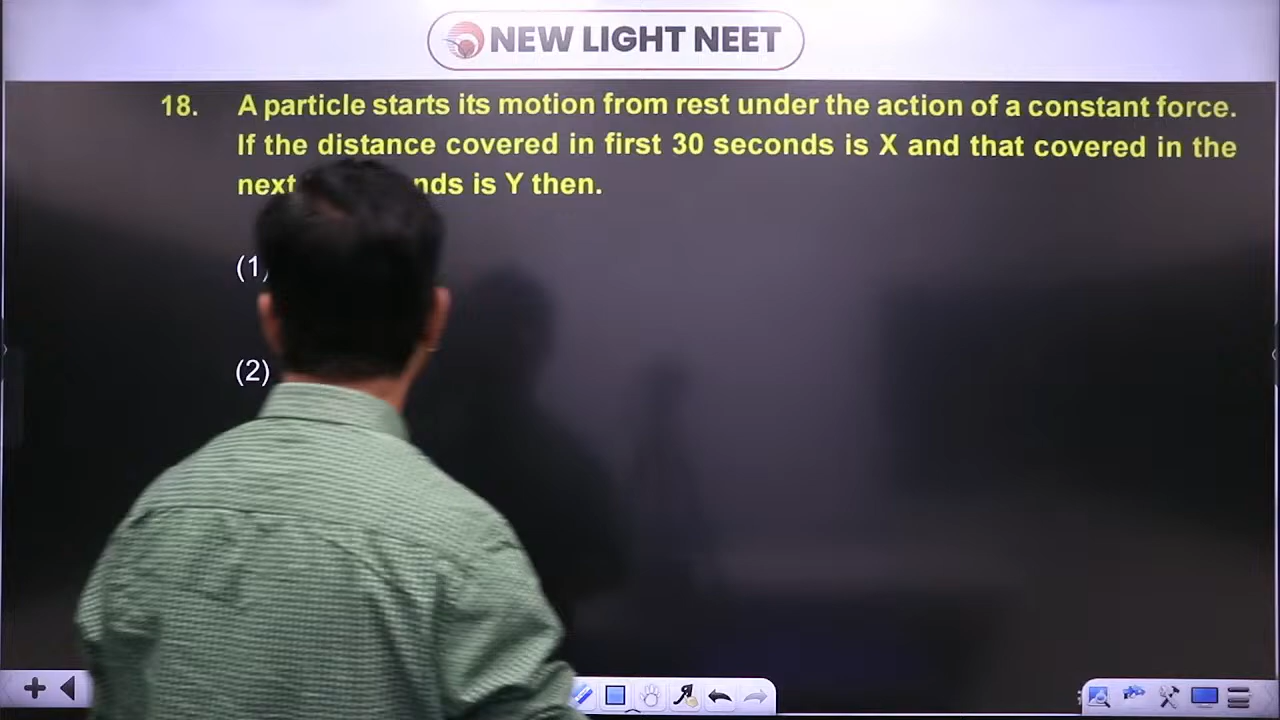 NEW LIGHT NEET
18. A particle starts its motion from rest under the action of a constant force.
If the distance covered in first 30 seconds is X and that covered in the
next nds is Y then.
(1)
(2)